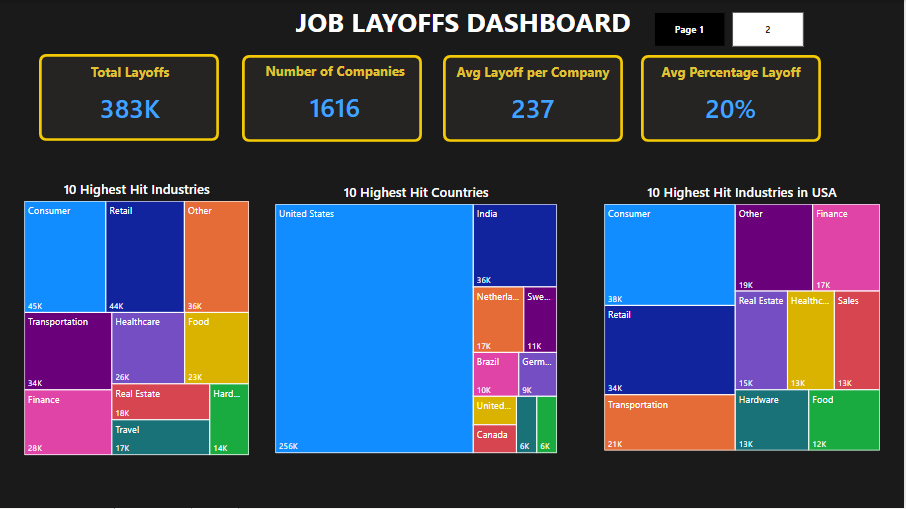 JOB LAYOFFS DASHBOARD
Page 1
2
Total Layoffs
383K
Number of Companies
1616
Avg Layoff per Company
237
Avg Percentage Layoff
20%
10 Highest Hit Industries
Consumer
45K
Retail
44K
Other
36K
Transportation
34K
Healthcare
26K
Food
23K
Finance
28K
Real Estate
18K
Travel
17K
Hard...
14K
10 Highest Hit Countries
United States
256K
India
36K
Netherla...
17K
Swe...
11K
Brazil
10K
Germ...
9K
United...
Canada
6K
6K
10 Highest Hit Industries in USA
Consumer
38K
Retail
34K
Transportation
21K
Other
19K
Finance
17K
Real Estate
15K
Healthc...
13K
Sales
13K
Hardware
13K
Food
12K